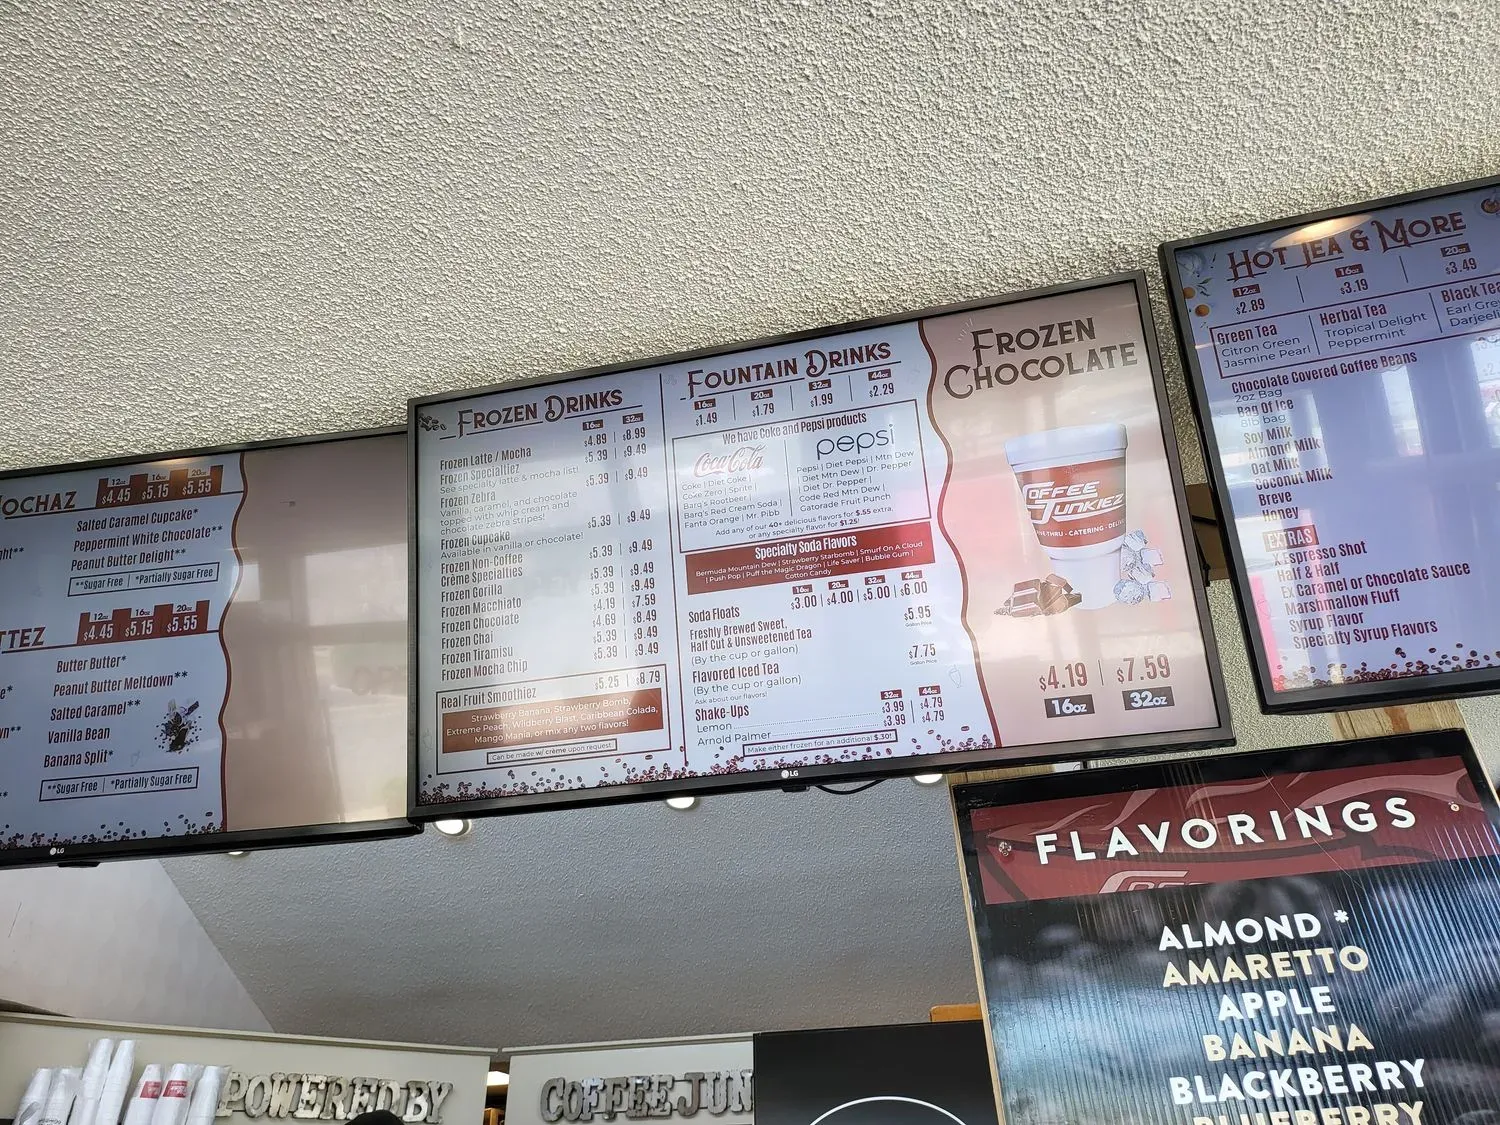 12oz 16oz 20oz
$4.45 $5.15 $5.55
Salted Caramel Cupcake*
Peppermint White Chocolate**
Peanut Butter Delight**
**Sugar Free | *Partially Sugar Free
12oz 16oz 20oz
$4.45 $5.15 $5.55
Butter Butter*
Peanut Butter Meltdown**
Salted Caramel**
Vanilla Bean
Banana Split*
**Sugar Free | *Partially Sugar Free
LG
Frozen Drinks
16oz 32oz
Frozen Latte / Mocha $4.89 | $8.99
Frozen Specialtiez $5.39 | $9.49
See specialty latte & mocha list!
Frozen Zebra $5.39 | $9.49
Vanilla, caramel, and chocolate
topped with whip cream and
chocolate zebra stripes!
Frozen Cupcake $5.39 | $9.49
Available in vanilla or chocolate!
Frozen Non-Coffee
Crème Specialties $5.39 | $9.49
Frozen Gorilla $5.39 | $9.49
Frozen Macchiato $5.39 | $9.49
Frozen Chocolate $4.19 | $7.59
Frozen Chai $4.69 | $8.49
Frozen Tiramisu $5.39 | $9.49
Frozen Mocha Chip $5.39 | $9.49
Real Fruit Smoothiez $5.25 | $8.79
Strawberry Banana, Strawberry Bomb,
Extreme Peach, Wildberry Blast, Caribbean Colada,
Mango Mania, or mix any two flavors!
Can be made w/ crème upon request
Fountain Drinks
16oz 20oz 32oz 44oz
$1.49 | $1.79 | $1.99 | $2.29
We have Coke and Pepsi products
Coca-Cola
Coke | Diet Coke |
Coke Zero | Sprite |
Barq's Rootbeer |
Barq's Red Cream Soda |
Fanta Orange | Mr. Pibb
pepsi
Pepsi | Diet Pepsi | Mtn Dew
Diet Mtn Dew | Dr. Pepper
| Diet Dr. Pepper |
Code Red Mtn Dew |
Gatorade Fruit Punch
Add any of our 40+ delicious flavors for $.55 extra,
or any specialty flavor for $1.25!
Specialty Soda Flavors
Bermuda Mountain Dew | Strawberry Starbomb | Smurf On A Cloud
| Push Pop | Puff the Magic Dragon | Life Saver | Bubble Gum |
Cotton Candy
16oz 20oz 32oz 44oz
Soda Floats $3.00 | $4.00 | $5.00 | $6.00
Freshly Brewed Sweet,
Half Cut & Unsweetened Tea $5.95
(By the cup or gallon) Gallon Price
Flavored Iced Tea $7.75
(By the cup or gallon) Gallon Price
Ask about our flavors!
Shake-Ups 32oz 44oz
Lemon $3.99 | $4.79
Arnold Palmer $3.99 | $4.79
Make either frozen for an additional $.30!
LG
Frozen
Chocolate
Coffee
Junkiez
$4.19 | $7.59
16oz 32oz
Hot Tea & More
12oz 16oz 20oz
$2.89 | $3.19 | $3.49
Green Tea
Citron Green
Jasmine Pearl
Herbal Tea
Tropical Delight
Peppermint
Chocolate Covered Coffee Beans
2oz Bag
Bag Of Ice
8lb bag
Soy Milk
Almond Milk
Oat Milk
Coconut Milk
Breve
Honey
EXTRAS
Xespresso Shot
Half & Half
Ex Caramel or Chocolate Sauce
Marshmallow Fluff
Syrup Flavor
Specialty Syrup Flavors
FLAVORINGS
ALMOND *
AMARETTO
APPLE
BANANA
BLACKBERRY
BLUEBERRY
POWERED BY
COFFEE JUN